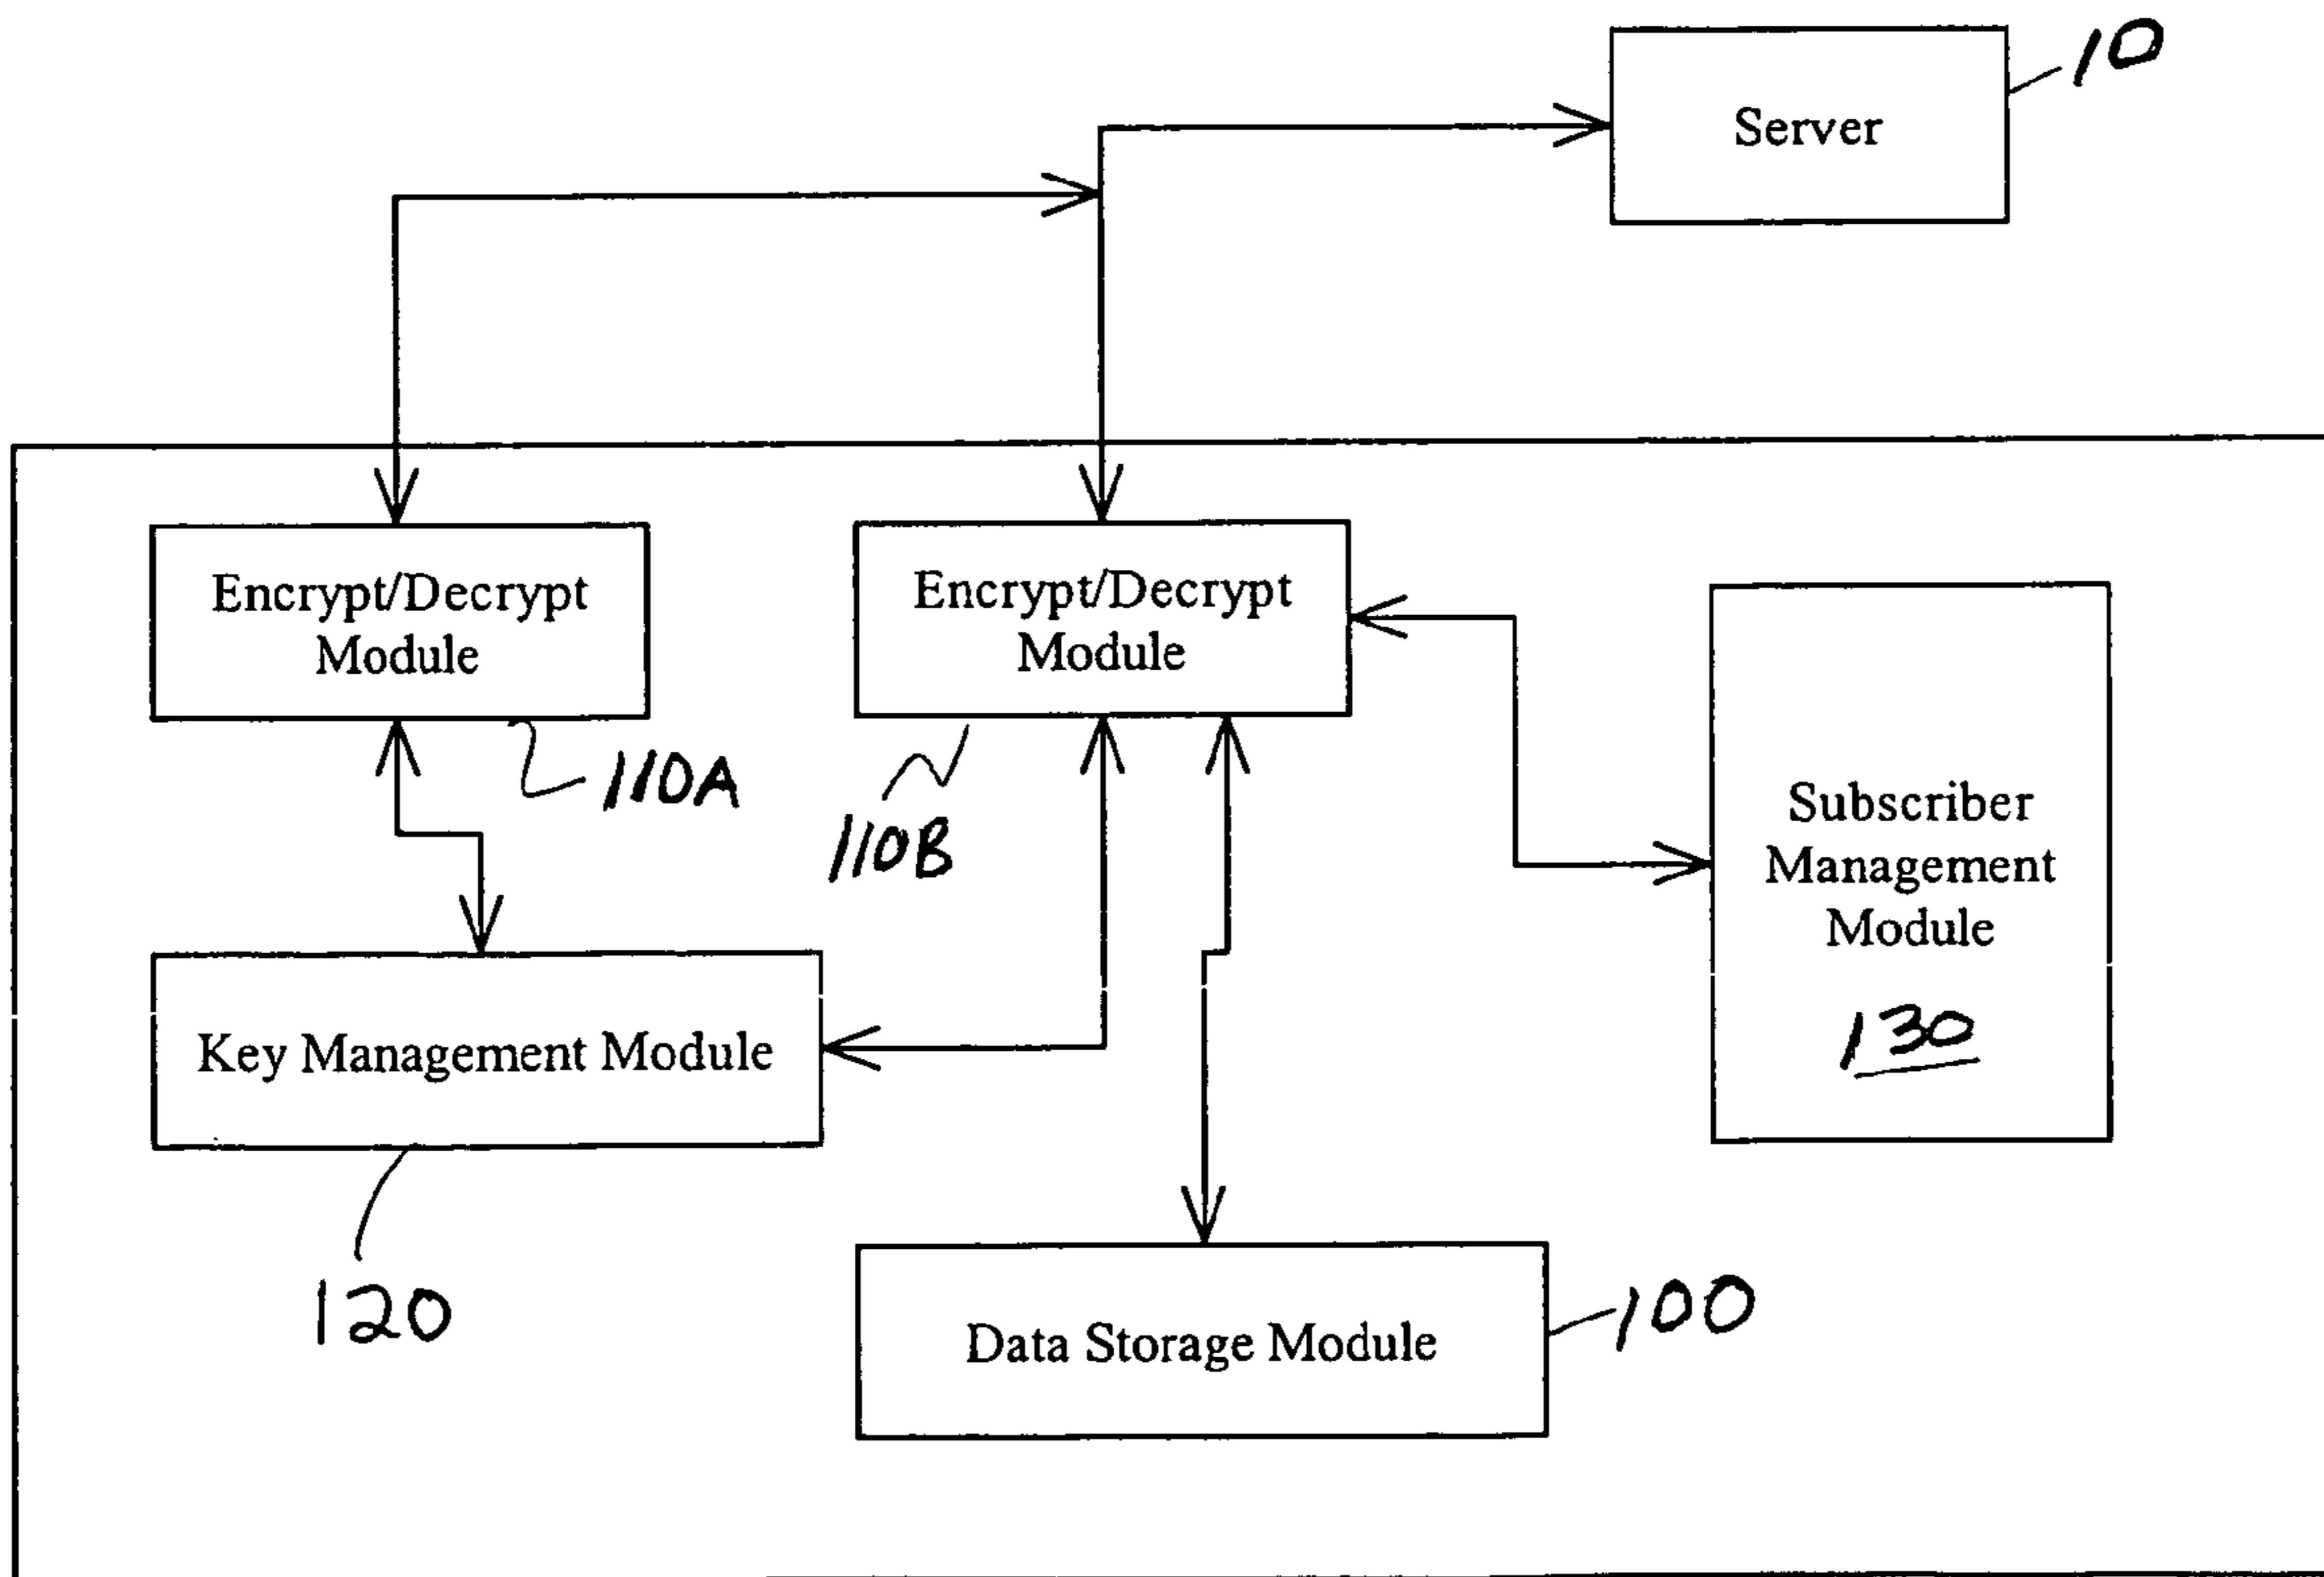 10
Server
Encrypt/Decrypt
Module
110A
Encrypt/Decrypt
Module
110B
Subscriber
Management
Module
130
Key Management Module
120
Data Storage Module
100